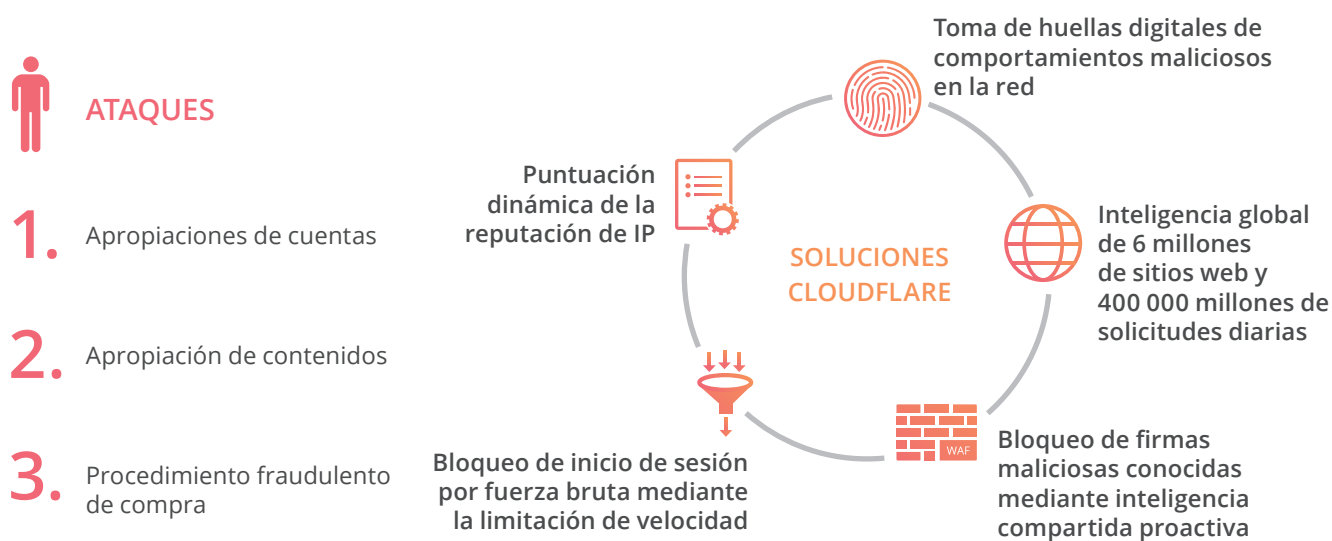 ATAQUES
1.
Apropiaciones de cuentas
2.
Apropiación de contenidos
3.
Procedimiento fraudulento
de compra
SOLUCIONES
CLOUDFLARE
Toma de huellas digitales de
comportamientos maliciosos
en la red
Inteligencia global
de 6 millones
de sitios web y
400 000 millones de
solicitudes diarias
WAF
Bloqueo de firmas
maliciosas conocidas
mediante inteligencia
compartida proactiva
Bloqueo de inicio de sesión
por fuerza bruta mediante
la limitación de velocidad
Puntuación
dinámica de la
reputación de IP